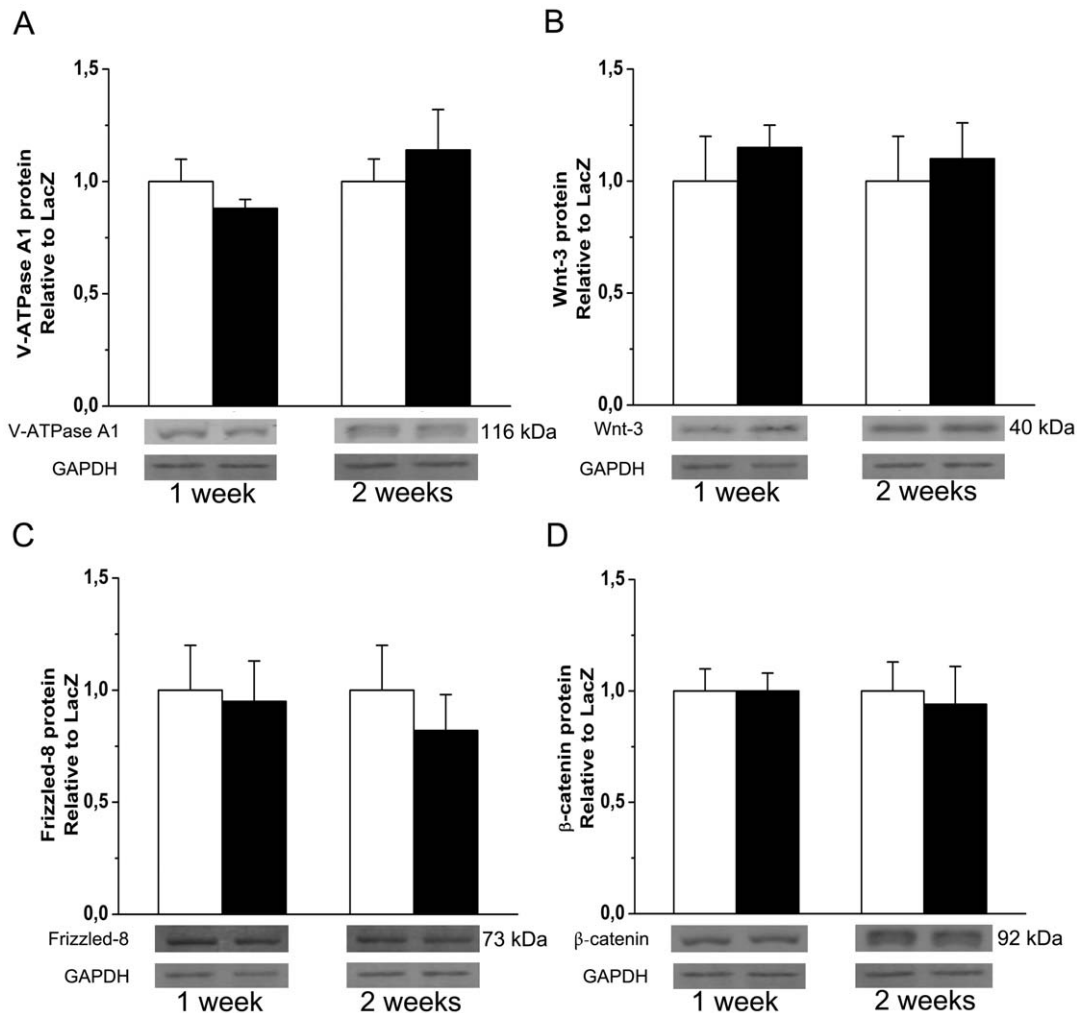 A
V-ATPase A1 protein
Relative to LacZ
1,5
1,0
0,5
0,0
V-ATPase A1
116 kDa
GAPDH
1 week
2 weeks
B
Wnt-3 protein
Relative to LacZ
1,5
1,0
0,5
0,0
Wnt-3
40 kDa
GAPDH
1 week
2 weeks
C
Frizzled-8 protein
Relative to LacZ
1,5
1,0
0,5
0,0
Frizzled-8
73 kDa
GAPDH
1 week
2 weeks
D
β-catenin protein
Relative to LacZ
1,5
1,0
0,5
0,0
β-catenin
92 kDa
GAPDH
1 week
2 weeks